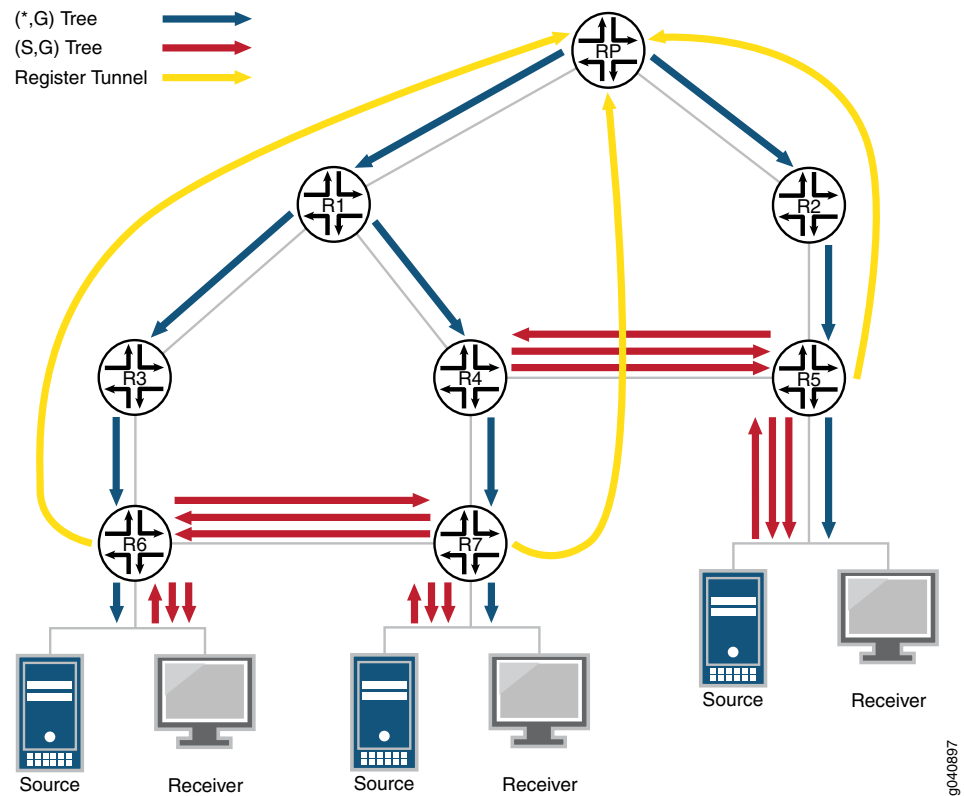 (*,G) Tree
(S,G) Tree
Register Tunnel
RP
R1
R2
R3
R4
R5
R6
R7
Source
Receiver
Source
Receiver
Source
Receiver
g040897